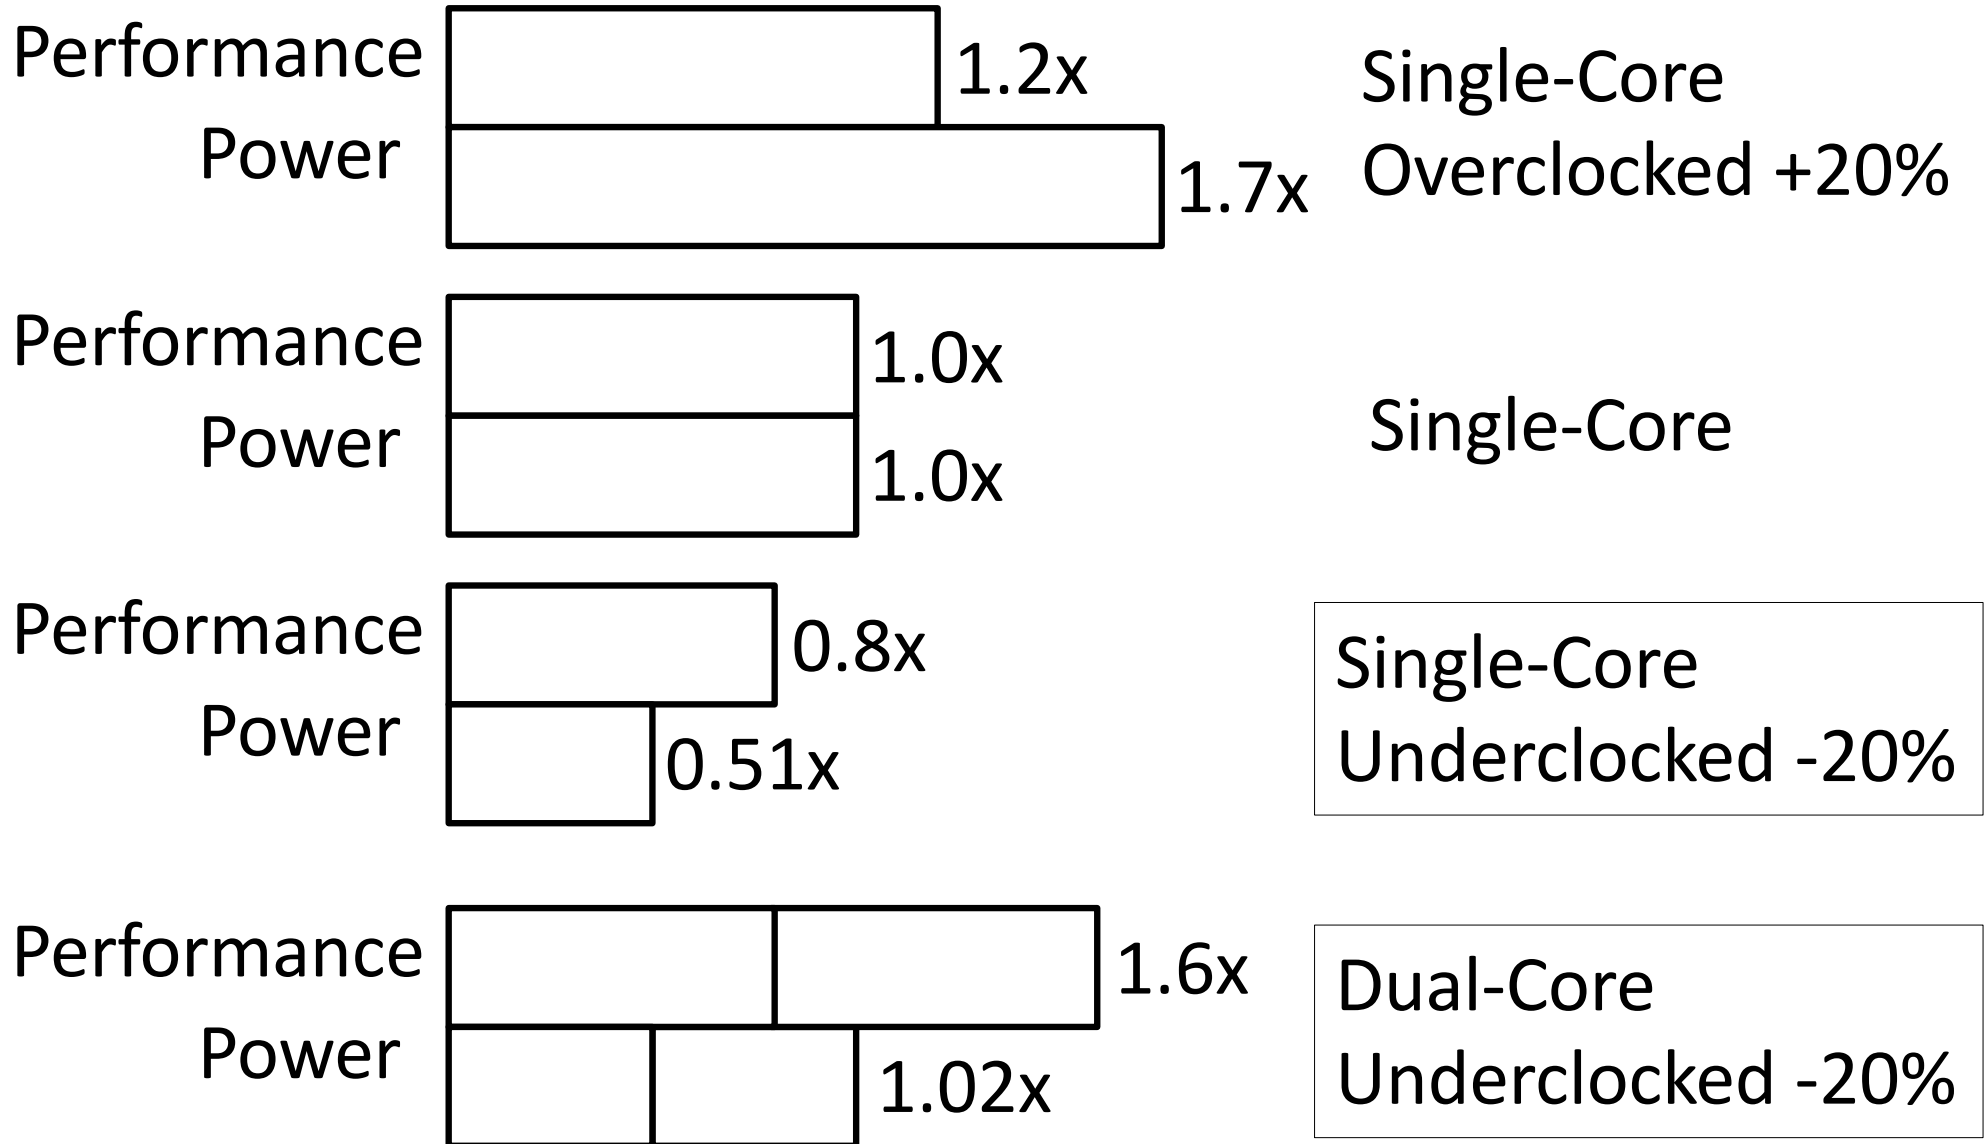 Performance
1.2x
Power
1.7x
Single-Core
Overclocked +20%
Performance
1.0x
Power
1.0x
Single-Core
Performance
0.8x
Power
0.51x
Single-Core
Underclocked -20%
Performance
1.6x
Power
1.02x
Dual-Core
Underclocked -20%